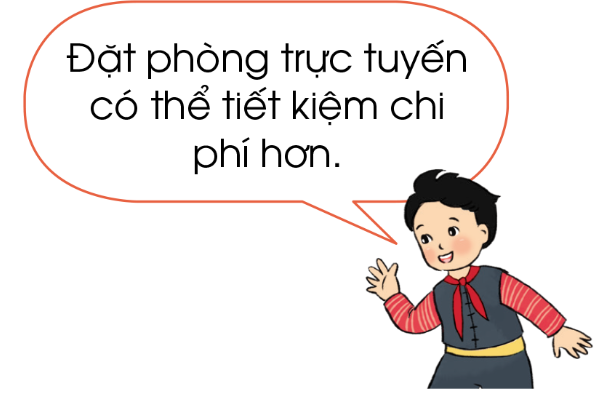 Đặt phòng trực tuyến
có thể tiết kiệm chi
phí hơn.